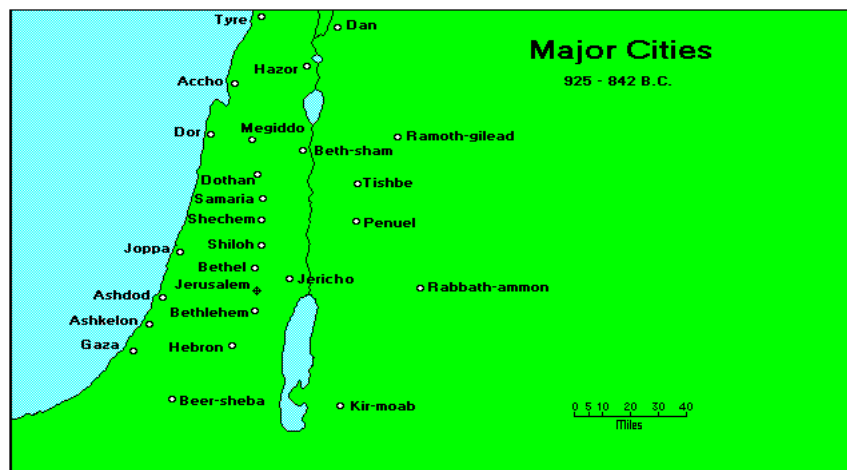 Tyre
Dan
Major Cities
Hazor
925 - 842 B.C.
Accho
Dor
Megiddo
Ramoth-gilead
Beth-sham
Dothan
Tishbe
Samaria
Shechem
Penuel
Joppa
Shiloh
Bethel
Jericho
Jerusalem
Rabbath-ammon
Ashdod
Bethlehem
Ashkelon
Gaza
Hebron
Beer-sheba
Kir-moab
0 5 10 20 30 40
Miles